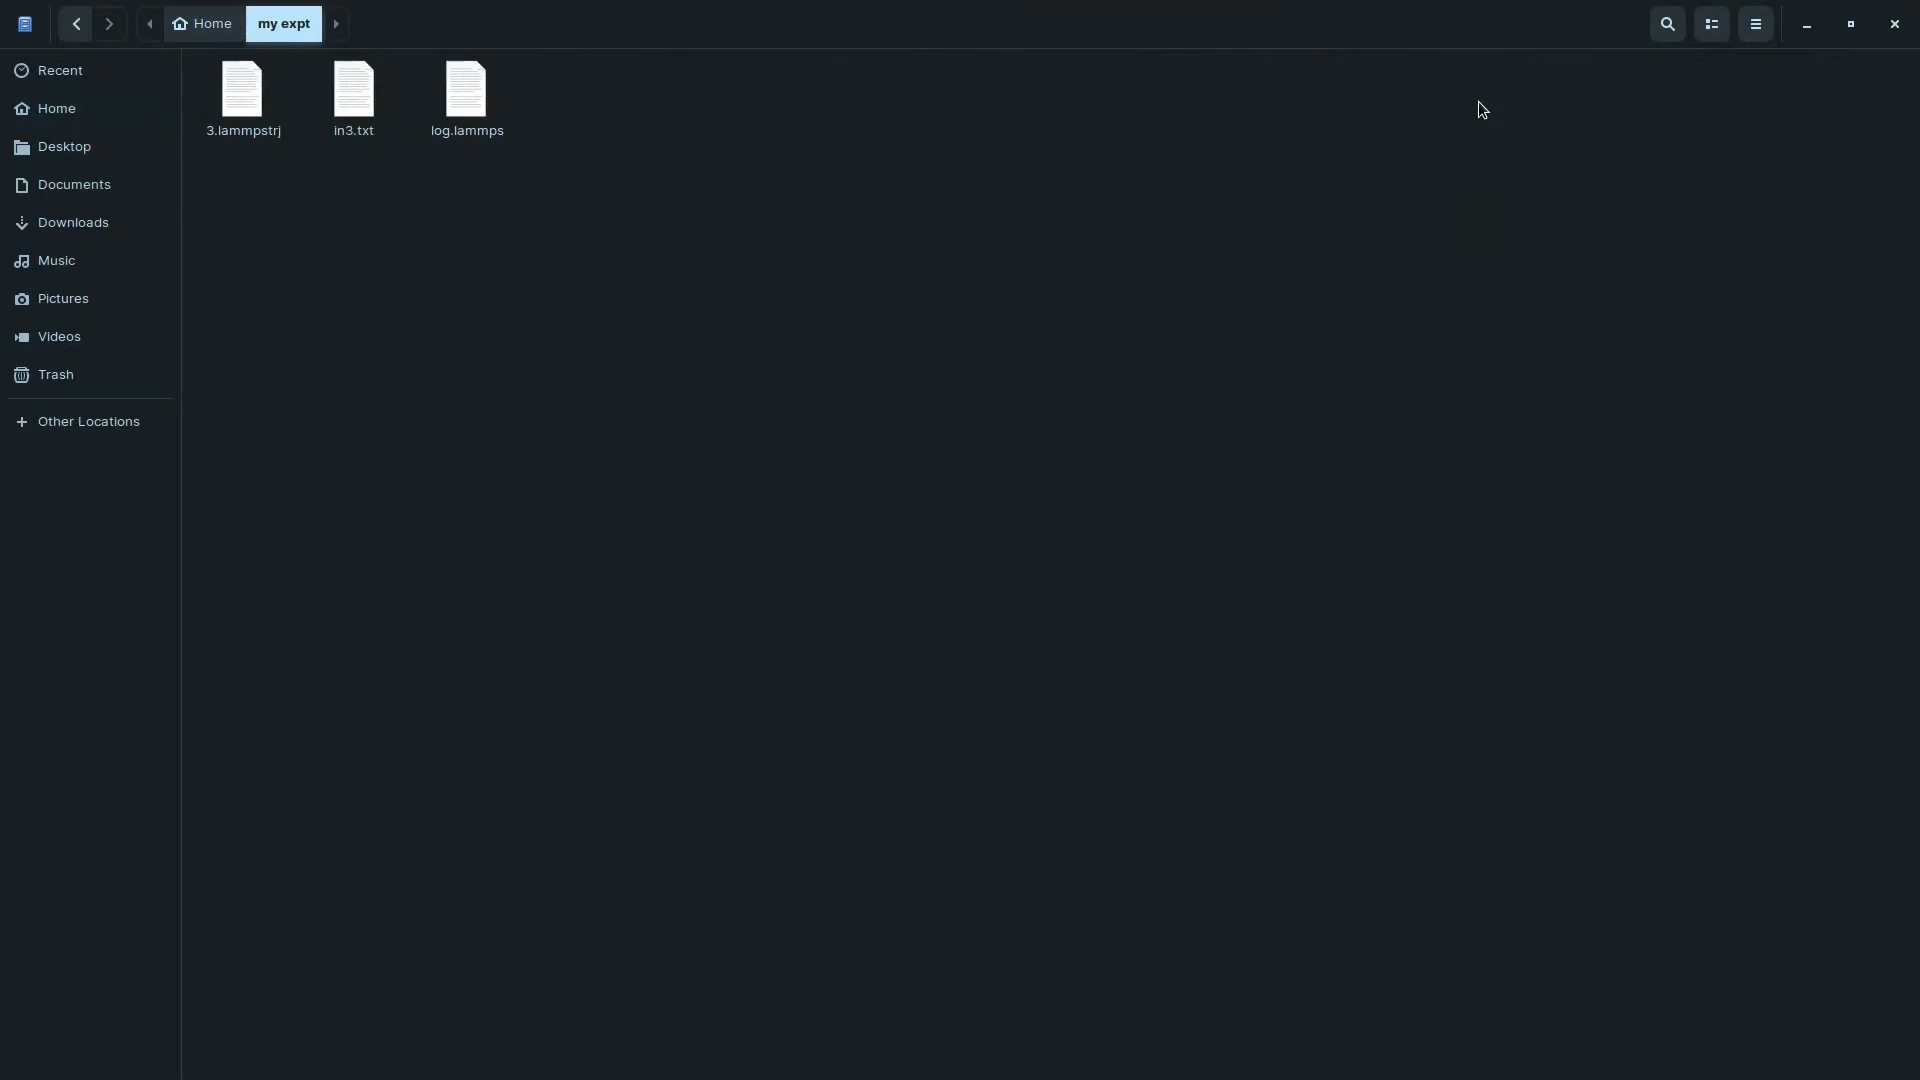 Home
my expt
Recent
Home
Desktop
Documents
Downloads
Music
Pictures
Videos
Trash
Other Locations
3.lammpstrj
in3.txt
log.lammps